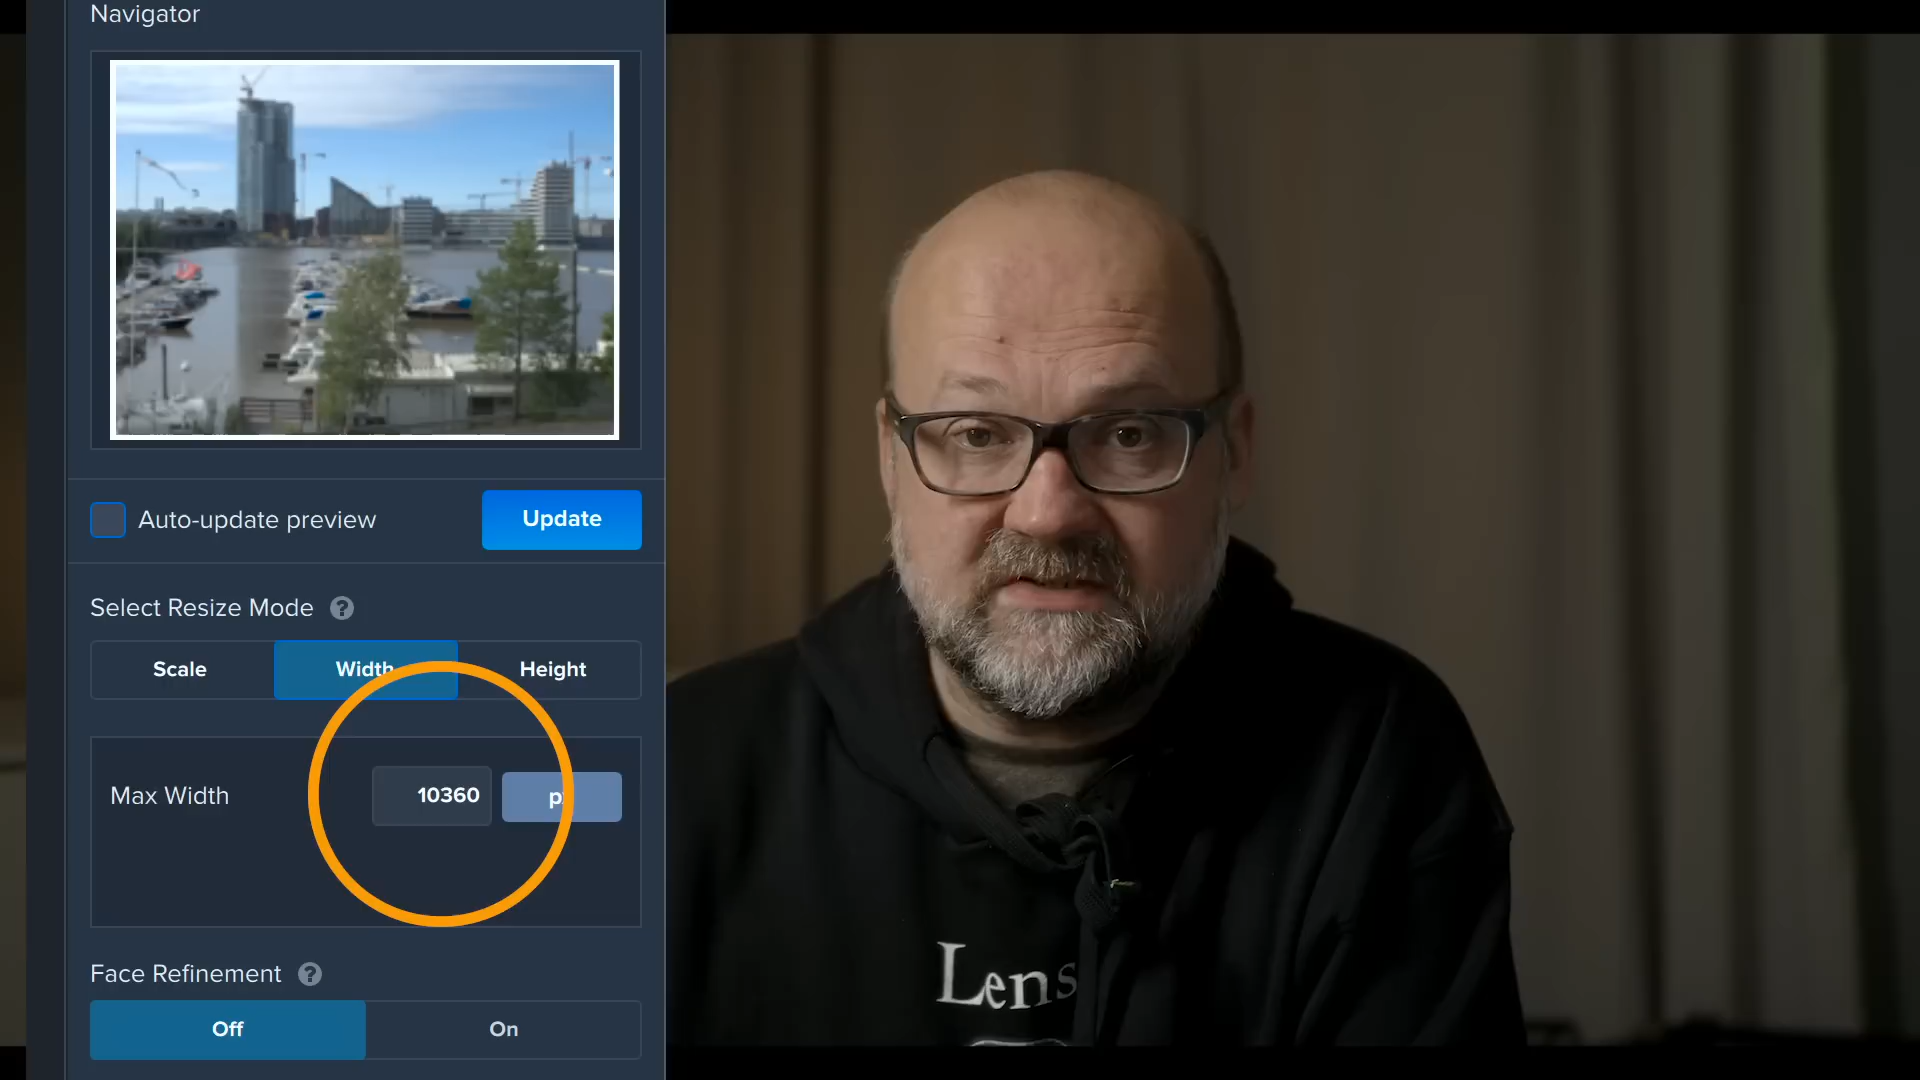 Navigator
Auto-update preview
Update
Select Resize Mode ?
Scale
Width
Height
Max Width
10360
Face Refinement ?
Off
On
Lens